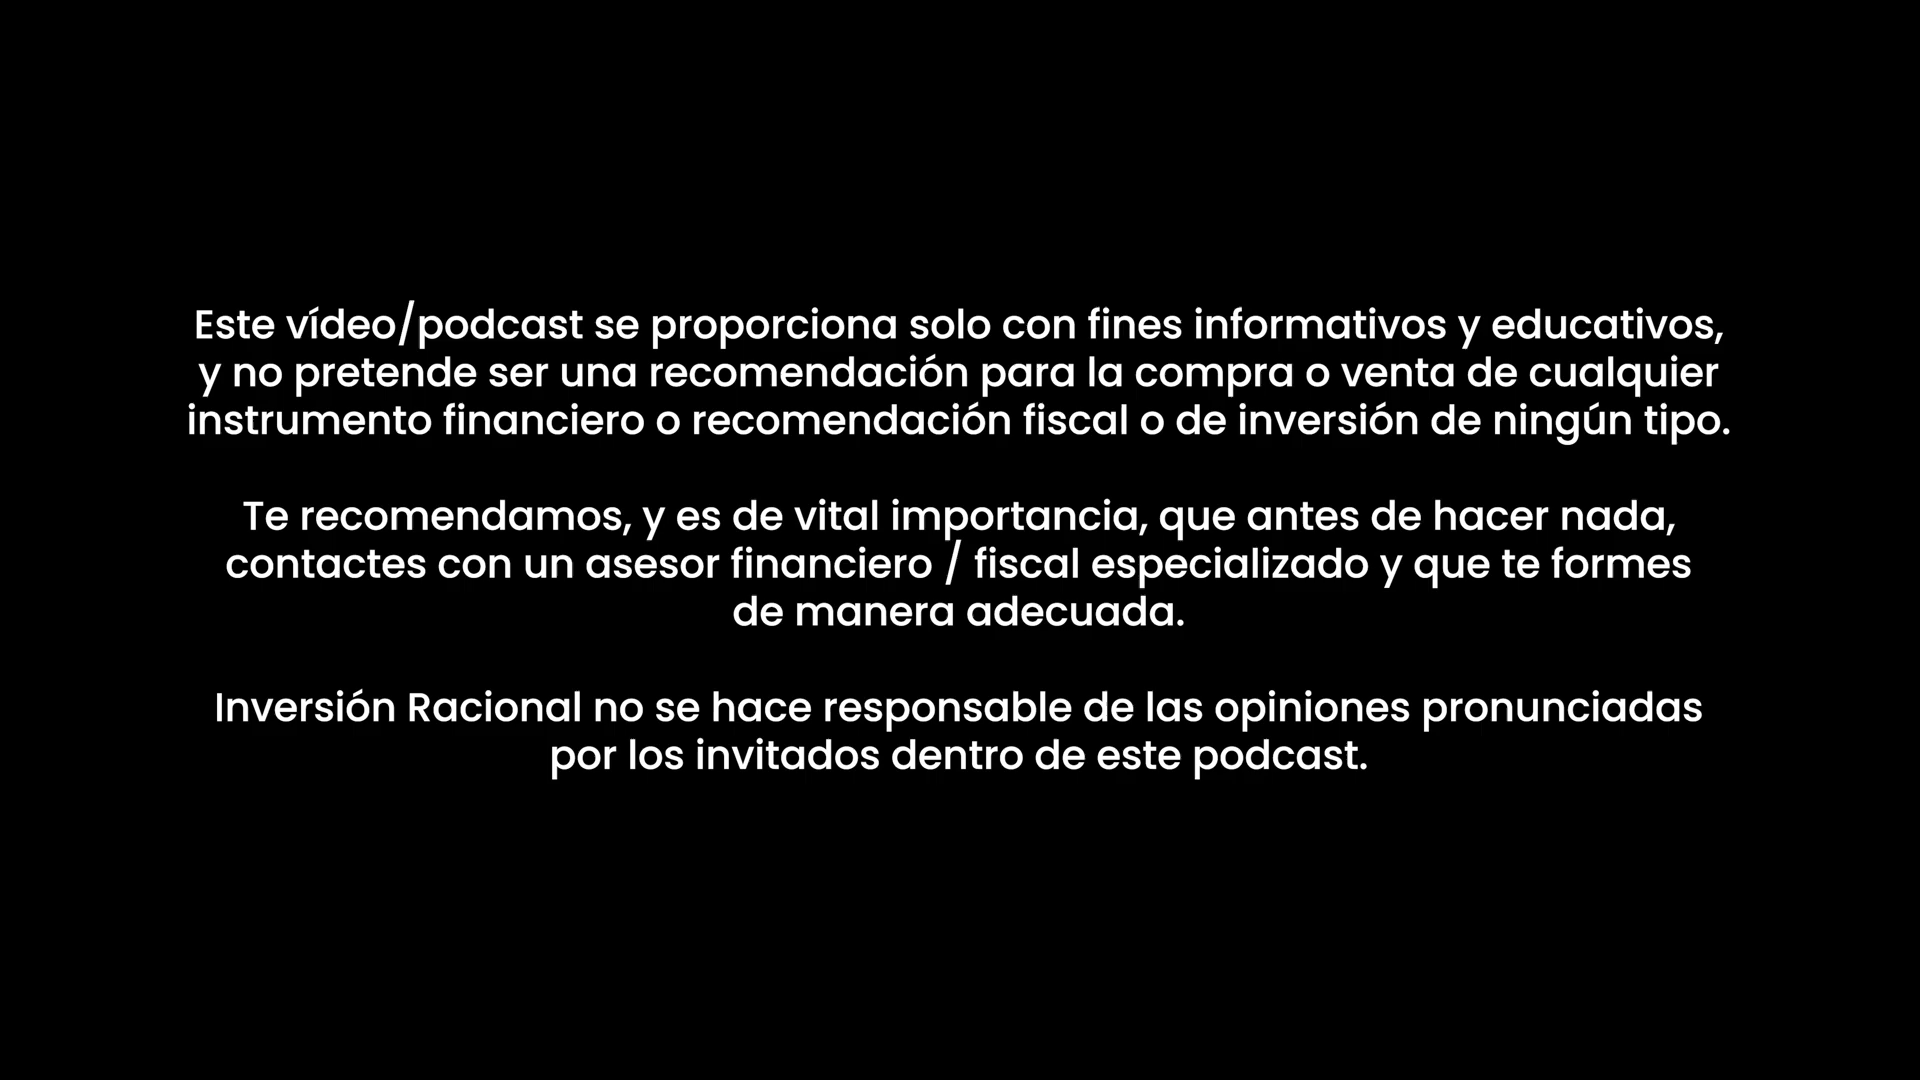 Este vídeo/podcast se proporciona solo con fines informativos y educativos,
y no pretende ser una recomendación para la compra o venta de cualquier
instrumento financiero o recomendación fiscal o de inversión de ningún tipo.
Te recomendamos, y es de vital importancia, que antes de hacer nada,
contactes con un asesor financiero / fiscal especializado y que te formes
de manera adecuada.
Inversión Racional no se hace responsable de las opiniones pronunciadas
por los invitados dentro de este podcast.